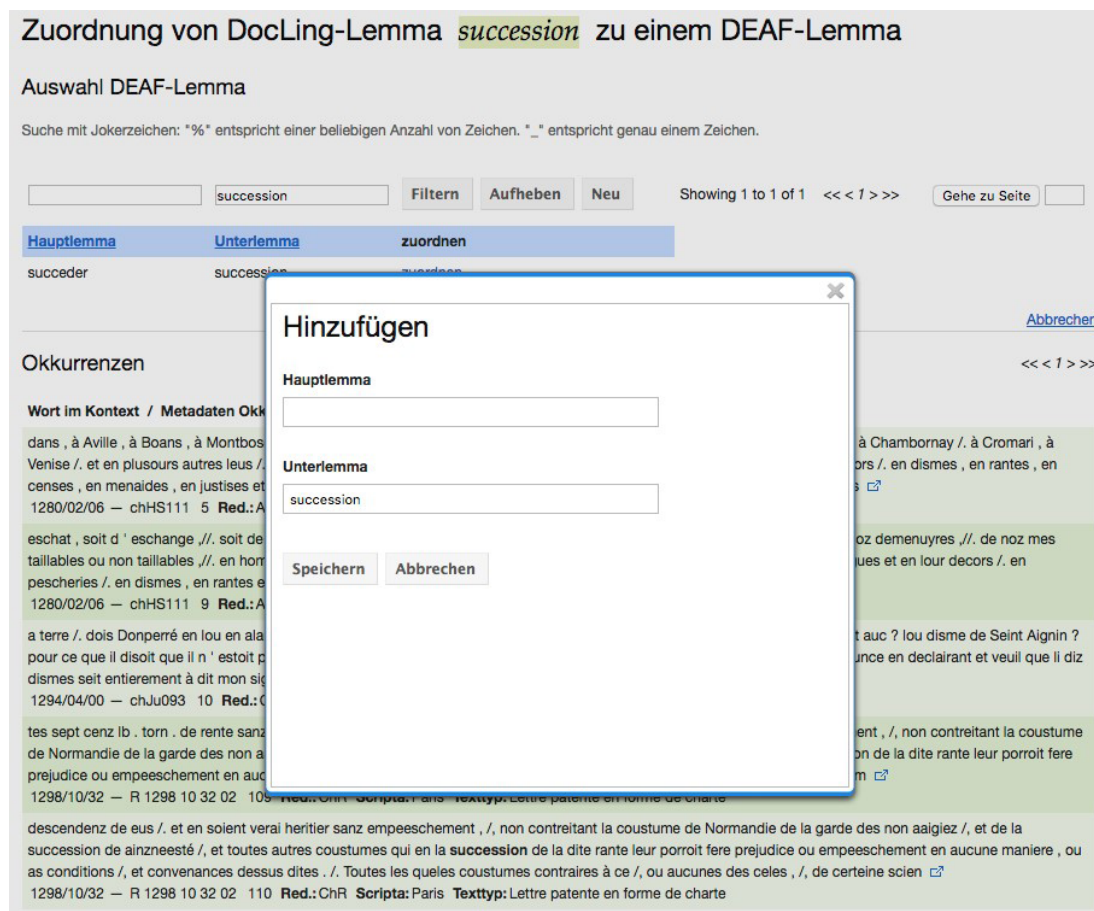 Zuordnung von DocLing-Lemma succession zu einem DEAF-Lemma
Auswahl DEAF-Lemma
Suche mit Jokerzeichen: "%" entspricht einer beliebigen Anzahl von Zeichen. "_" entspricht genau einem Zeichen.
succession Filtern Aufheben Neu Showing 1 to 1 of 1 << < 1 > >> Gehe zu Seite
Hauptlemma Unterlemma zuordnen
succeder succession zuordnen
Abbrechen
Hinzufügen
Hauptlemma
Unterlemma
succession
Speichern Abbrechen
Okkurrenzen << < 1 > >>
Wort im Kontext / Metadaten Okk
dans , à Aville , à Boans , à Montbos à Chambornay /. à Cromari , à
Venise /. et en plusours autres leus /. ors /. en dismes , en rantes , en
censes , en menaides , en justises et s
1280/02/06 — chHS111 5 Red.: A
eschat , soit d ' eschange ,//. soit de oz demenuyres ,//. de noz mes
taillables ou non taillables ,//. en hom ques et en lour decors /. en
pescheries /. en dismes , en rantes e
1280/02/06 — chHS111 9 Red.: A
a terre /. dois Donperré en lou en ala t auc ? lou disme de Seint Aignin ?
pour ce que il disoit que il n ' estoit p unce en declairant et veuil que li diz
dismes seit entierement à dit mon sig
1294/04/00 — chJu093 10 Red.:
tes sept cenz lb . torn . de rente sanz ent , /, non contreitant la coustume
de Normandie de la garde des non a on de la dite rante leur porroit fere
prejudice ou empeeschement en auc m
1298/10/32 — R 1298 10 32 02 109 Red.: ChR Scripta: Paris Texttyp: Lettre patente en forme de charte
descendenz de eus /. et en soient verai heritier sanz empeeschement , /, non contreitant la coustume de Normandie de la garde des non aaigiez /, et de la
succession de ainzneesté /, et toutes autres coustumes qui en la succession de la dite rante leur porroit fere prejudice ou empeeschement en aucune maniere , ou
as conditions /, et convenances dessus dites . /. Toutes les queles coustumes contraires à ce /, ou aucunes des celes , /, de certeine scien
1298/10/32 — R 1298 10 32 02 110 Red.: ChR Scripta: Paris Texttyp: Lettre patente en forme de charte